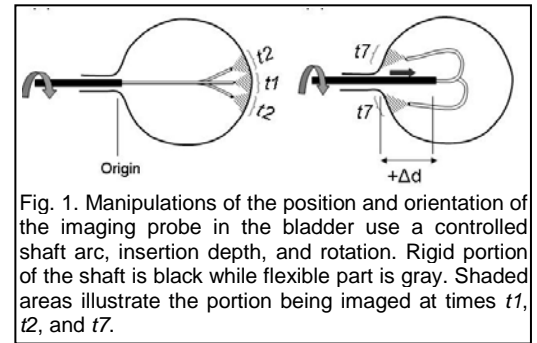 t2
t1
t2
Origin
t7
t7
+Δd
Fig. 1. Manipulations of the position and orientation of
the imaging probe in the bladder use a controlled
shaft arc, insertion depth, and rotation. Rigid portion
of the shaft is black while flexible part is gray. Shaded
areas illustrate the portion being imaged at times t1,
t2, and t7.